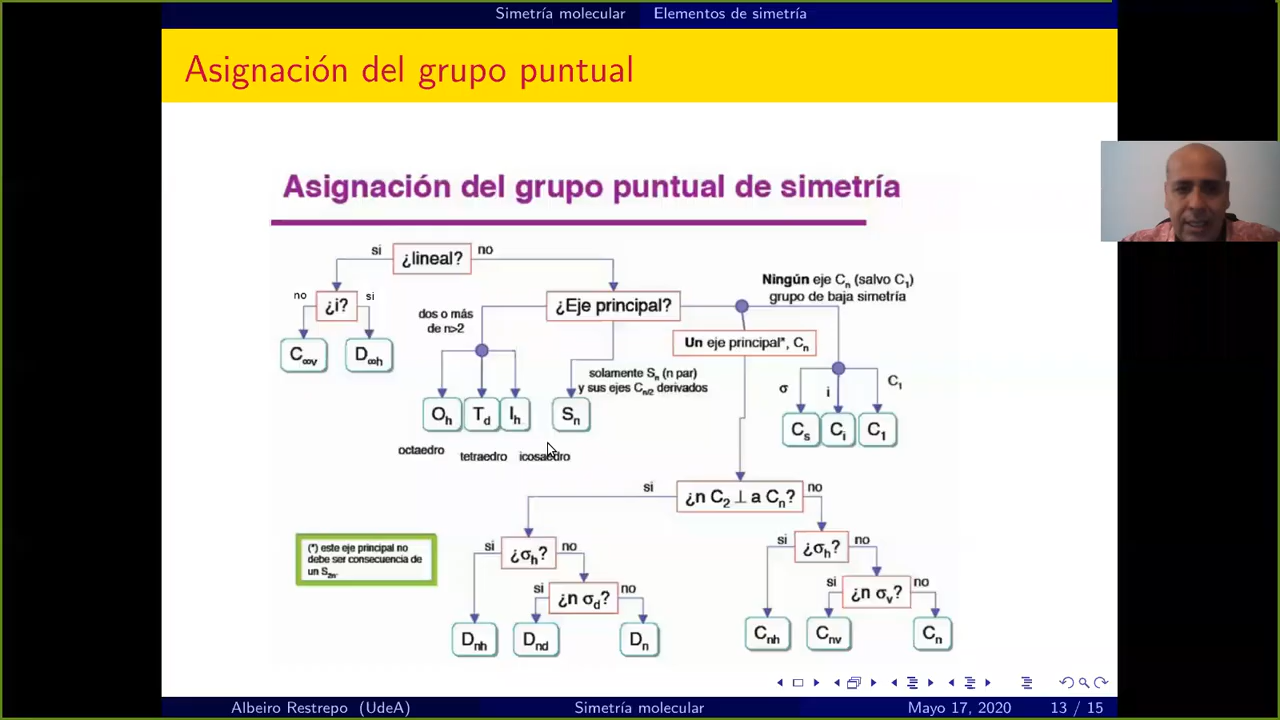 Simetría molecular Elementos de simetría
Asignación del grupo puntual
Asignación del grupo puntual de simetría
si ¿lineal? no
no ¿i? si
C∞v D∞h
dos o más
de n>2
¿Eje principal?
Ningún eje Cn (salvo C1)
grupo de baja simetría
Un eje principal*, Cn
solamente Sn (n par)
y sus ejes Cn/2 derivados
σ i C1
Oh Td Ih Sn
Cs Ci C1
octaedro tetraedro icosaedro
si ¿n C2 ⊥ a Cn? no
si ¿σh? no
si ¿σh? no
si ¿n σd? no
si ¿n σv? no
Dnh Dnd Dn
Cnh Cnv Cn
(*) este eje principal no
debe ser consecuencia de
un S2n.
Albeiro Restrepo (UdeA) Simetría molecular Mayo 17, 2020 13 / 15